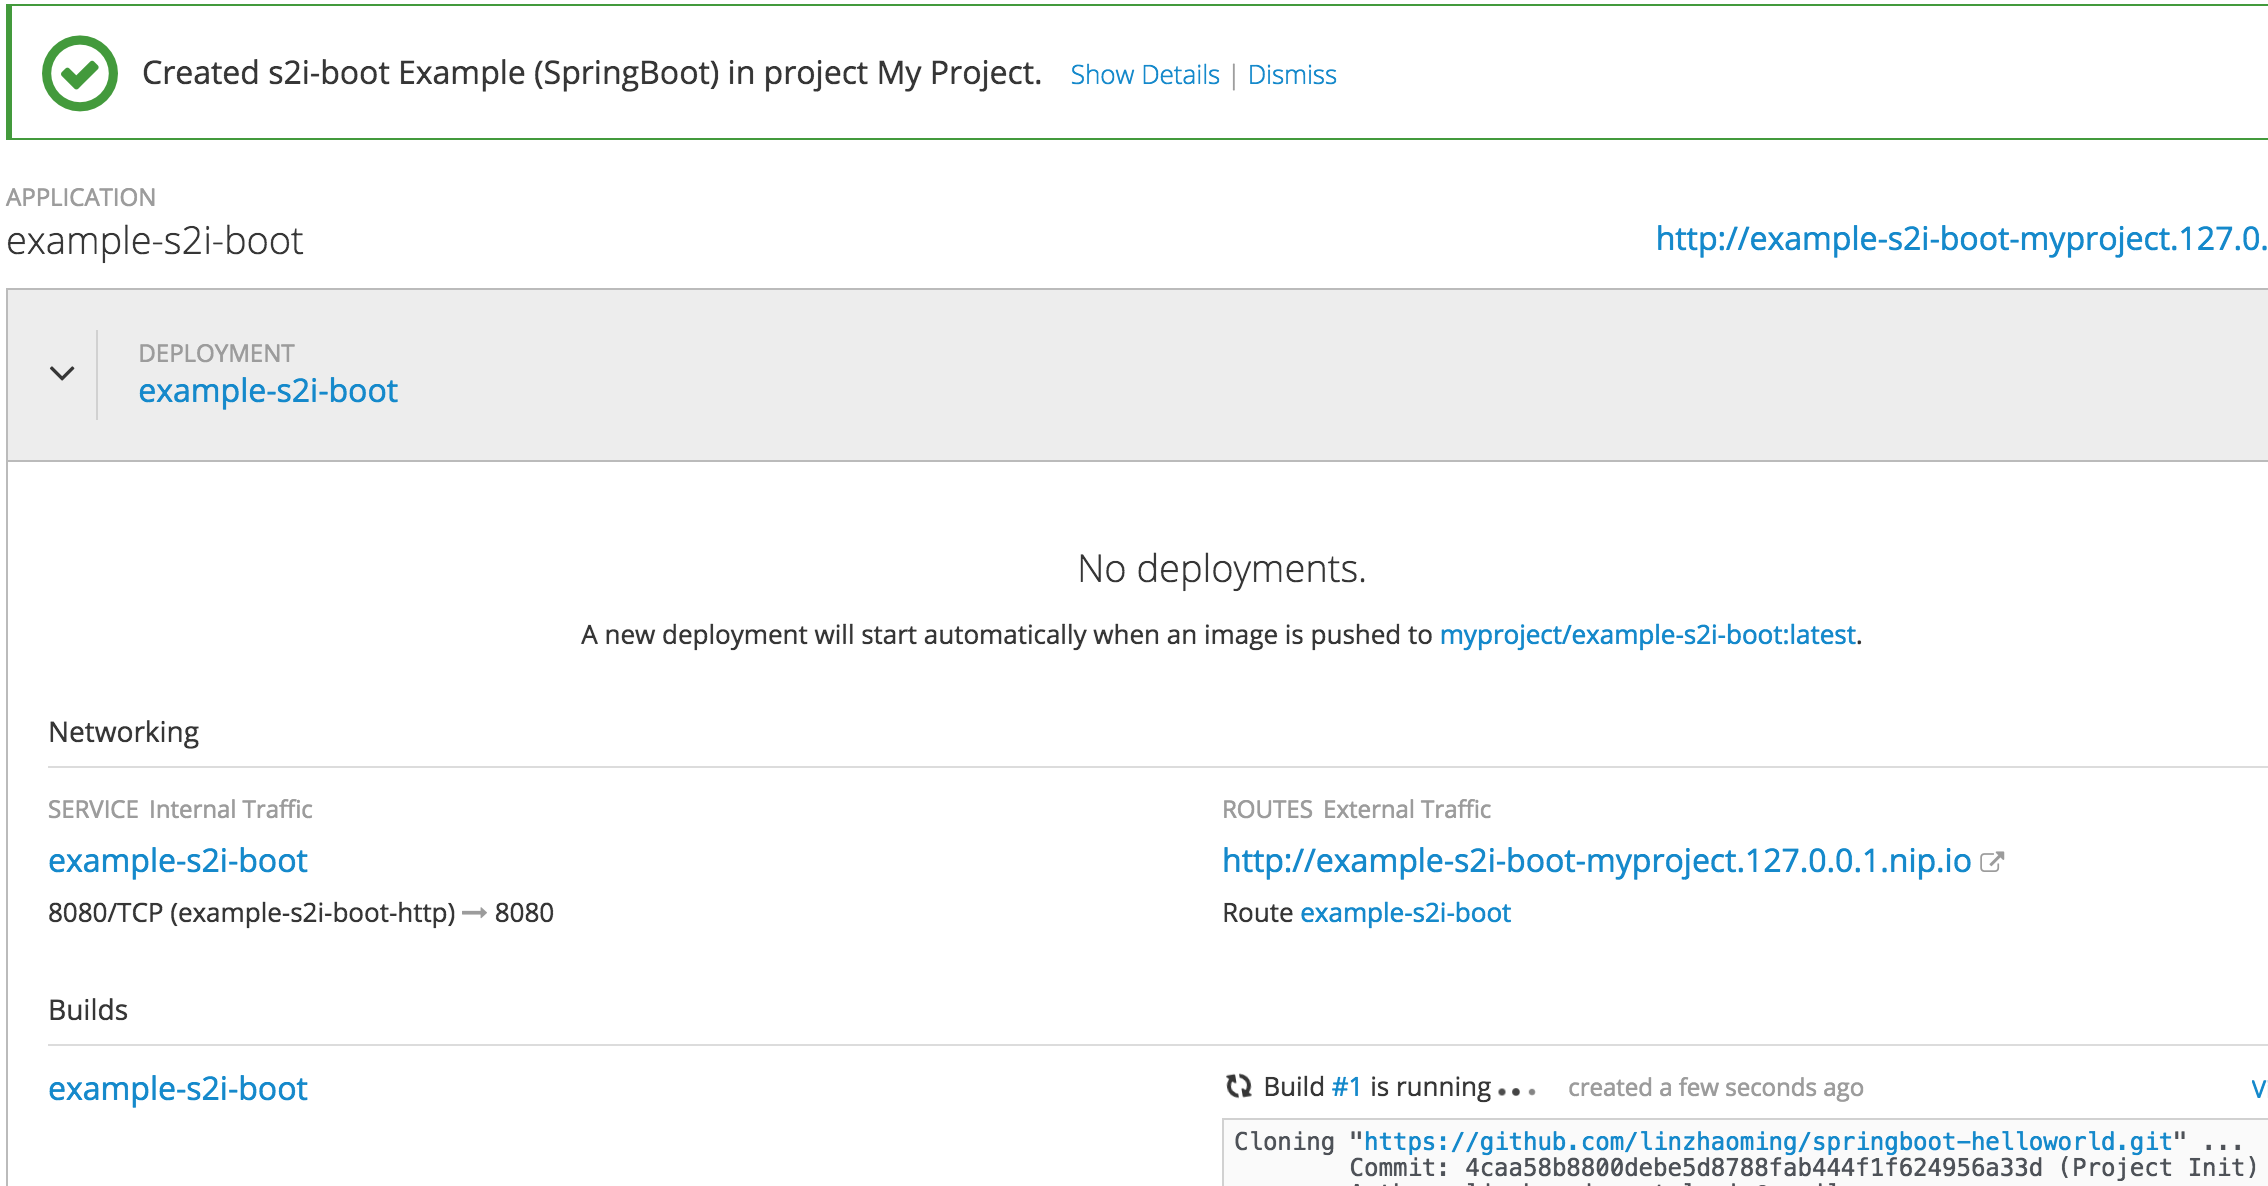 Created s2i-boot Example (SpringBoot) in project My Project. Show Details | Dismiss
APPLICATION
example-s2i-boot
http://example-s2i-boot-myproject.127.0.
DEPLOYMENT
example-s2i-boot
No deployments.
A new deployment will start automatically when an image is pushed to myproject/example-s2i-boot:latest.
Networking
SERVICE Internal Traffic
example-s2i-boot
8080/TCP (example-s2i-boot-http) → 8080
ROUTES External Traffic
http://example-s2i-boot-myproject.127.0.0.1.nip.io
Route example-s2i-boot
Builds
example-s2i-boot
Build #1 is running... created a few seconds ago
Cloning "https://github.com/linzhaoming/springboot-helloworld.git" ...
Commit: 4caa58b8800debe5d8788fab444f1f624956a33d (Project Init)